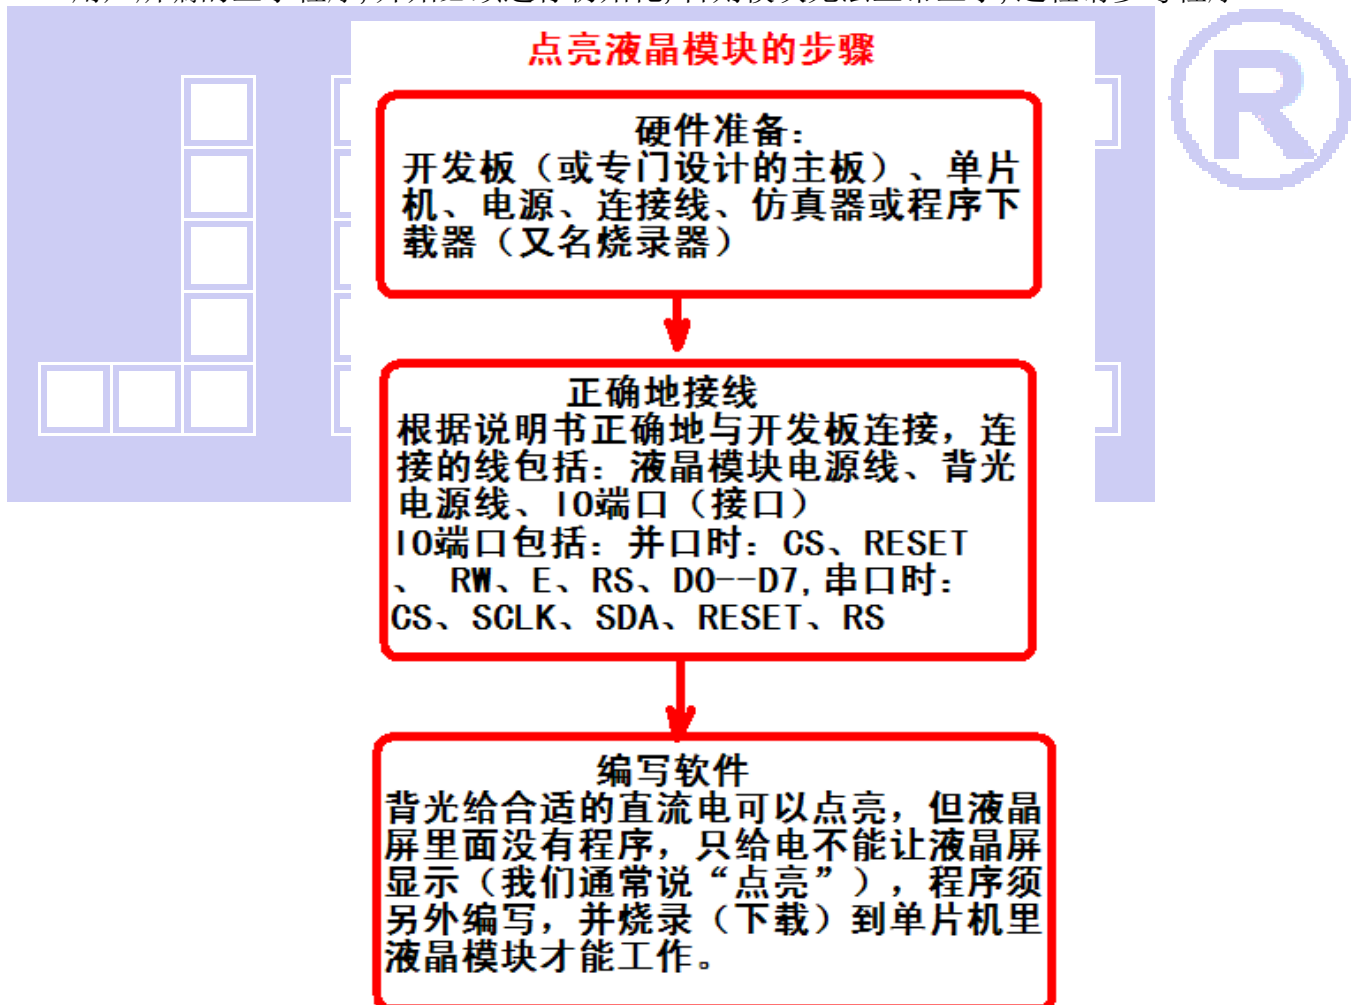 点亮液晶模块的步骤
硬件准备：
开发板（或专门设计的主板）、单片
机、电源、连接线、仿真器或程序下
载器（又名烧录器）
正确地接线
根据说明书正确地与开发板连接，连
接的线包括：液晶模块电源线、背光
电源线、IO端口（接口）
IO端口包括：并口时：CS、RESET
、 RW、E、RS、D0--D7,串口时：
CS、SCLK、SDA、RESET、RS
编写软件
背光给合适的直流电可以点亮，但液晶
屏里面没有程序，只给电不能让液晶屏
显示（我们通常说“点亮”），程序须
另外编写，并烧录（下载）到单片机里
液晶模块才能工作。
R